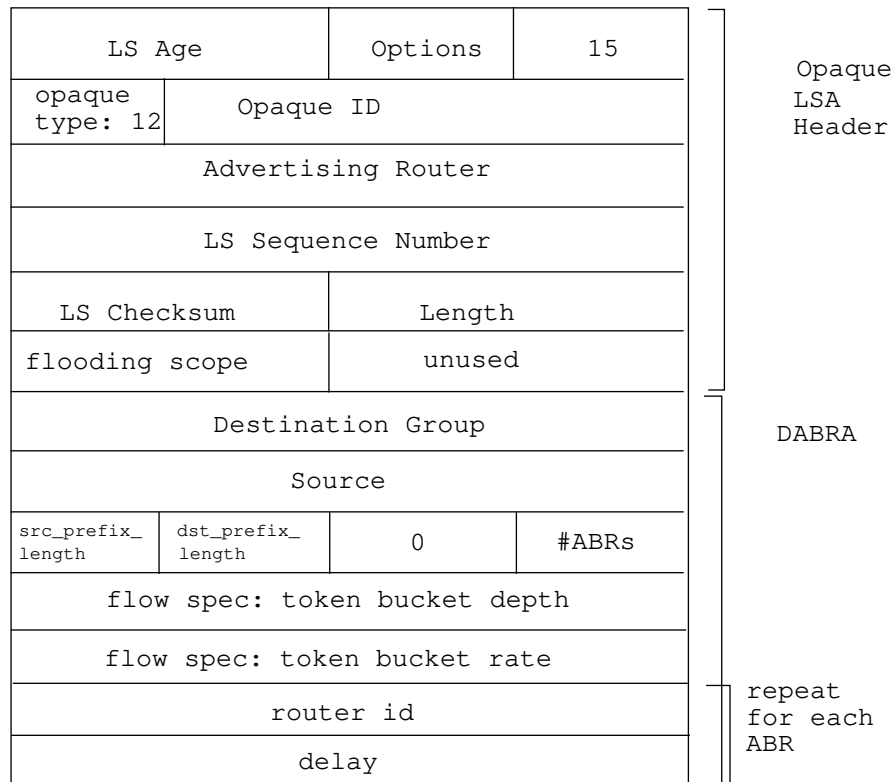 LS Age
Options
15
Opaque
LSA
Header
opaque
type: 12
Opaque ID
Advertising Router
LS Sequence Number
LS Checksum
Length
flooding scope
unused
Destination Group
DABRA
Source
src_prefix_
length
dst_prefix_
length
0
#ABRs
flow spec: token bucket depth
flow spec: token bucket rate
router id
delay
repeat
for each
ABR